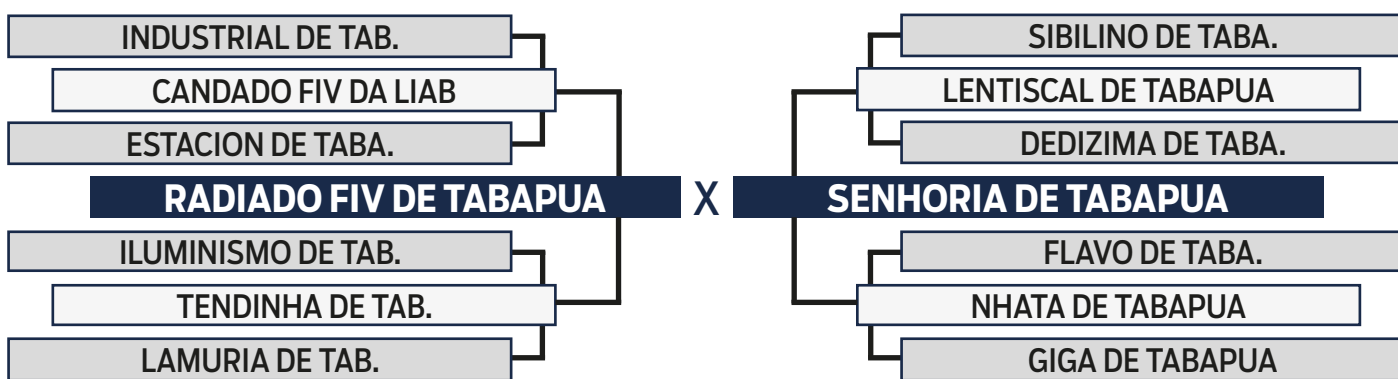 INDUSTRIAL DE TAB.
CANDADO FIV DA LIAB
ESTACION DE TABA.
RADIADO FIV DE TABAPUA
ILUMINISMO DE TAB.
TENDINHA DE TAB.
LAMURIA DE TAB.
X
SIBILINO DE TABA.
LENTISCAL DE TABAPUA
DEDIZIMA DE TABA.
SENHORIA DE TABAPUA
FLAVO DE TABA.
NHATA DE TABAPUA
GIGA DE TABAPUA